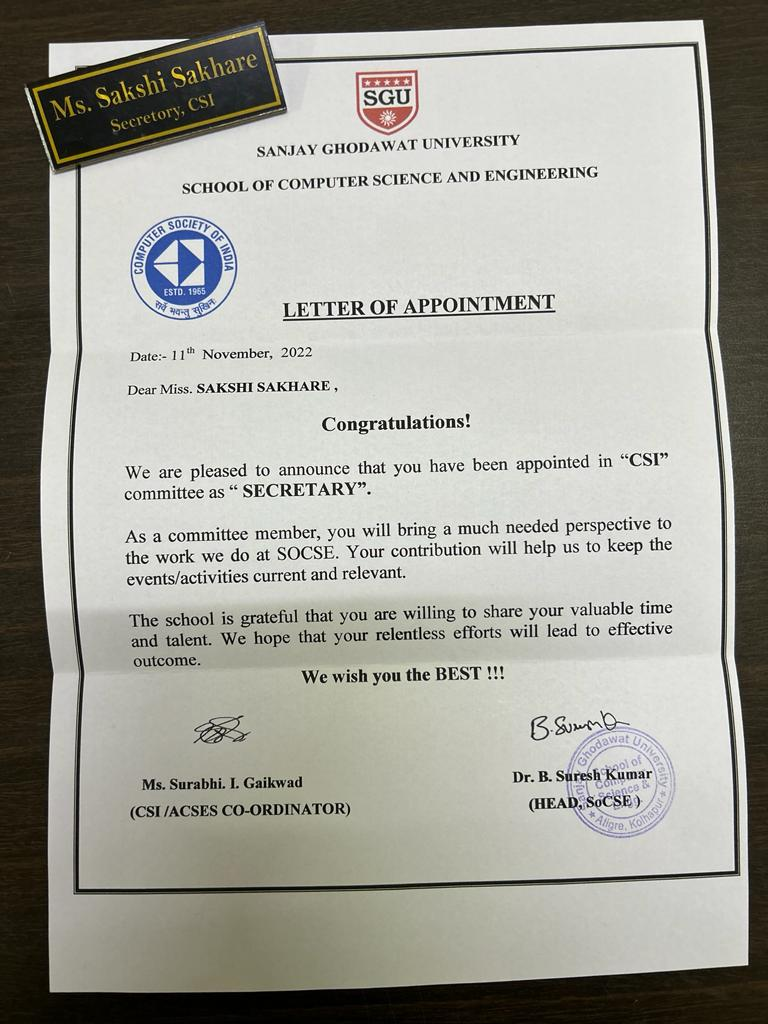 Ms. Sakshi Sakhare
Secretory, CSI
SGU
SANJAY GHODAWAT UNIVERSITY
SCHOOL OF COMPUTER SCIENCE AND ENGINEERING
COMPUTER SOCIETY OF INDIA
ESTD. 1965
सर्वे भवन्तु सुखिनः
LETTER OF APPOINTMENT
Date:- 11th November, 2022
Dear Miss. SAKSHI SAKHARE ,
Congratulations!
We are pleased to announce that you have been appointed in “CSI”
committee as “ SECRETARY”.
As a committee member, you will bring a much needed perspective to
the work we do at SOCSE. Your contribution will help us to keep the
events/activities current and relevant.
The school is grateful that you are willing to share your valuable time
and talent. We hope that your relentless efforts will lead to effective
outcome.
We wish you the BEST !!!
B.Suresh
Ms. Surabhi. I. Gaikwad
(CSI /ACSES CO-ORDINATOR)
Dr. B. Suresh Kumar
(HEAD, SoCSE )
Sanjay Ghodawat University
School of
Computer
Science &
Atigre, Kolhapur